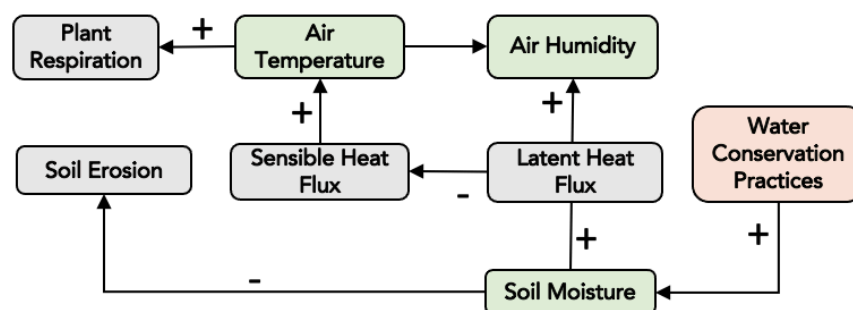 Plant
Respiration
+
Air
Temperature
Air Humidity
+
+
Water
Conservation
Practices
Soil Erosion
Sensible Heat
Flux
Latent Heat
Flux
-
+
+
-
Soil Moisture